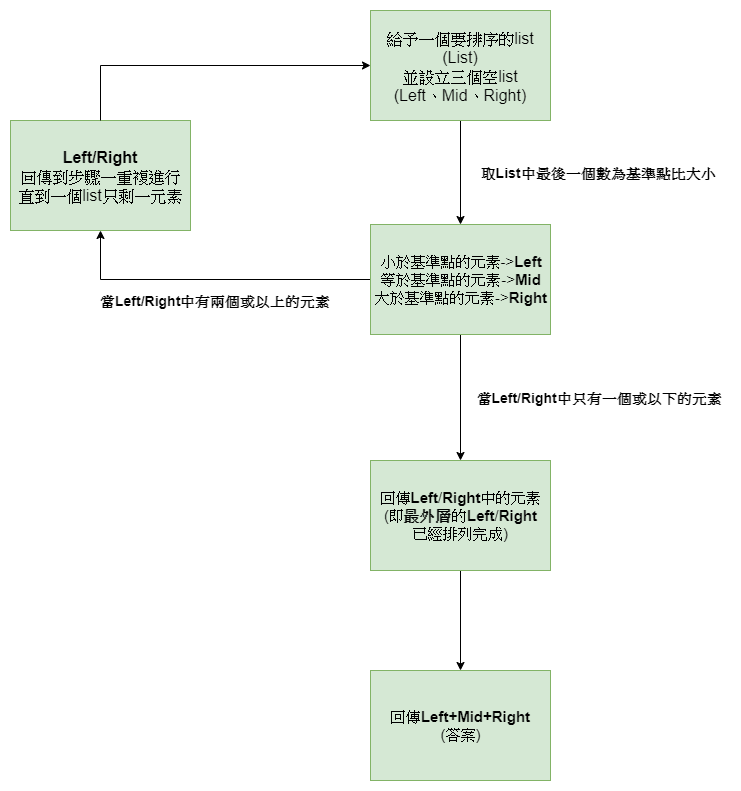 給予一個要排序的list
(List)
並設立三個空list
(Left、Mid、Right)
Left/Right
回傳到步驟一重複進行
直到一個list只剩一元素
取List中最後一個數為基準點比大小
小於基準點的元素->Left
等於基準點的元素->Mid
大於基準點的元素->Right
當Left/Right中有兩個或以上的元素
當Left/Right中只有一個或以下的元素
回傳Left/Right中的元素
(即最外層的Left/Right
已經排列完成)
回傳Left+Mid+Right
(答案)